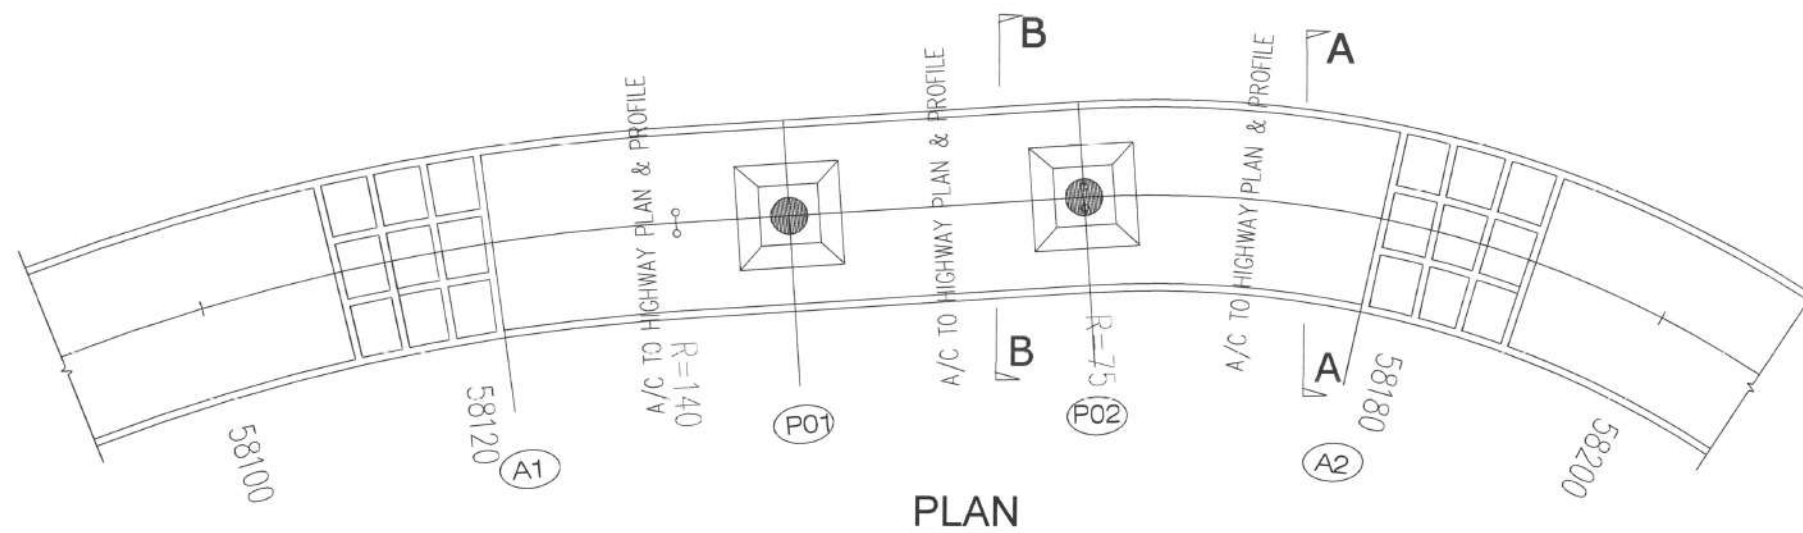 B
A
A/C TO HIGHWAY PLAN & PROFILE
A/C TO HIGHWAY PLAN & PROFILE
A/C TO HIGHWAY PLAN & PROFILE
B
A
R=140
R=75
58100
58120
58180
58200
A1
P01
P02
A2
PLAN